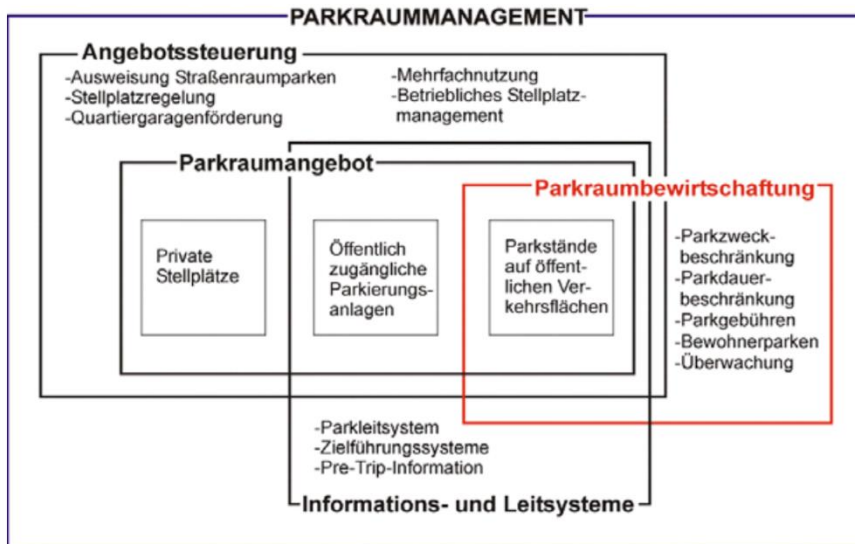 PARKRAUMMANAGEMENT
Angebotssteuerung
-Ausweisung Straßenraumparken
-Stellplatzregelung
-Quartiergaragenförderung
-Mehrfachnutzung
-Betriebliches Stellplatz-
management
Parkraumangebot
Parkraumbewirtschaftung
Private
Stellplätze
Öffentlich
zugängliche
Parkierungs-
anlagen
Parkstände
auf öffent-
lichen Ver-
kehrsflächen
-Parkzweck-
beschränkung
-Parkdauer-
beschränkung
-Parkgebühren
-Bewohnerparken
-Überwachung
-Parkleitsystem
-Zielführungssysteme
-Pre-Trip-Information
Informations- und Leitsysteme